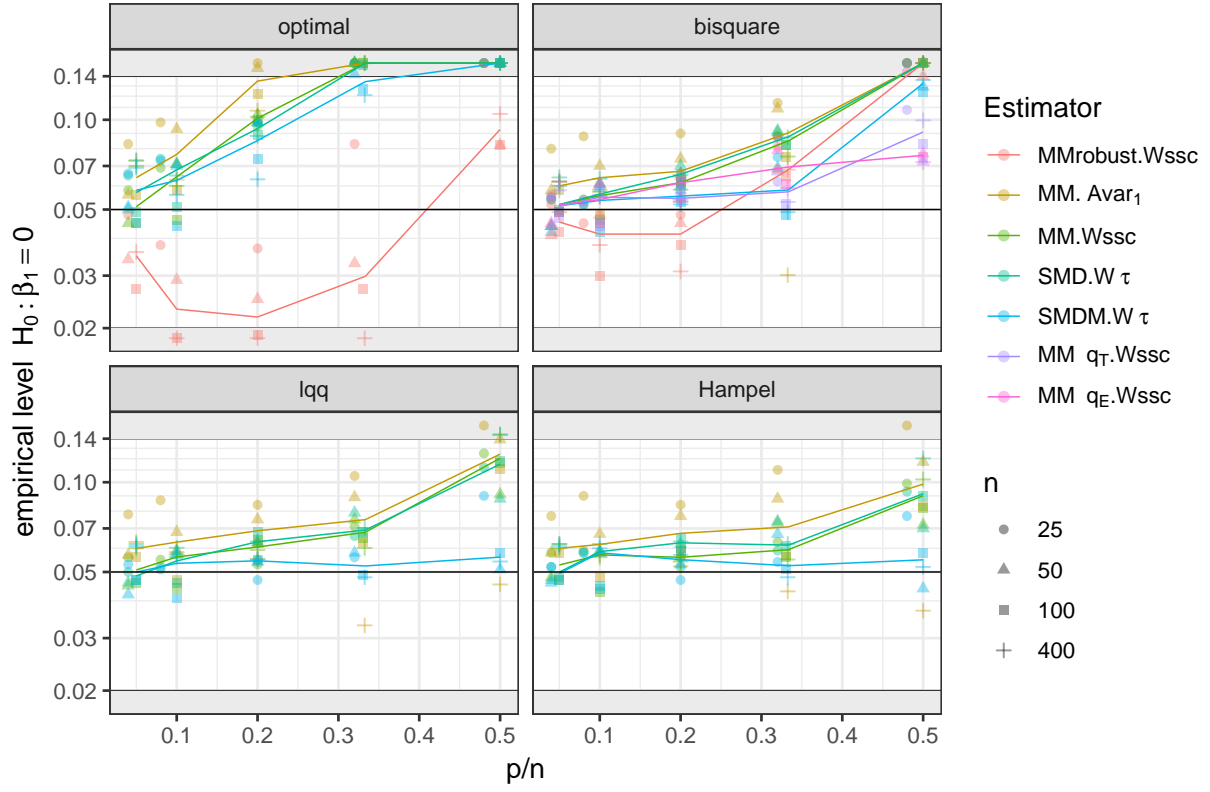 optimal
bisquare
0.14
0.10
0.07
0.05
0.03
0.02
lqq
Hampel
0.14
0.10
0.07
0.05
0.03
0.02
0.1 0.2 0.3 0.4 0.5
0.1 0.2 0.3 0.4 0.5
p/n
empirical level H₀ : β₁ = 0
Estimator
MMrobust.Wssc
MM. Avar₁
MM.Wssc
SMD.W τ
SMDM.W τ
MM q_T.Wssc
MM q_E.Wssc
n
25
50
100
400